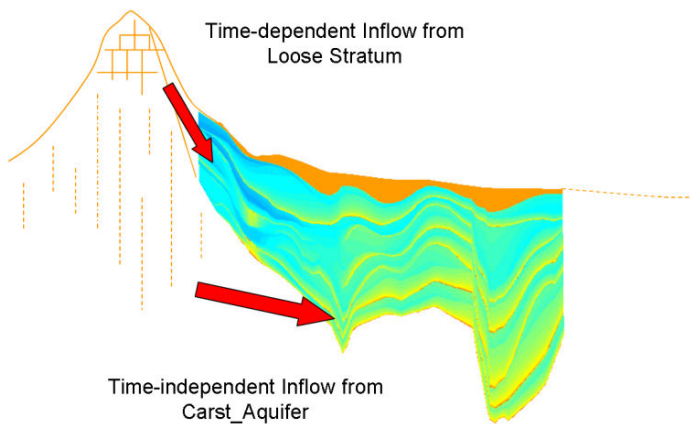 Time-dependent Inflow from
Loose Stratum
Time-independent Inflow from
Carst_Aquifer